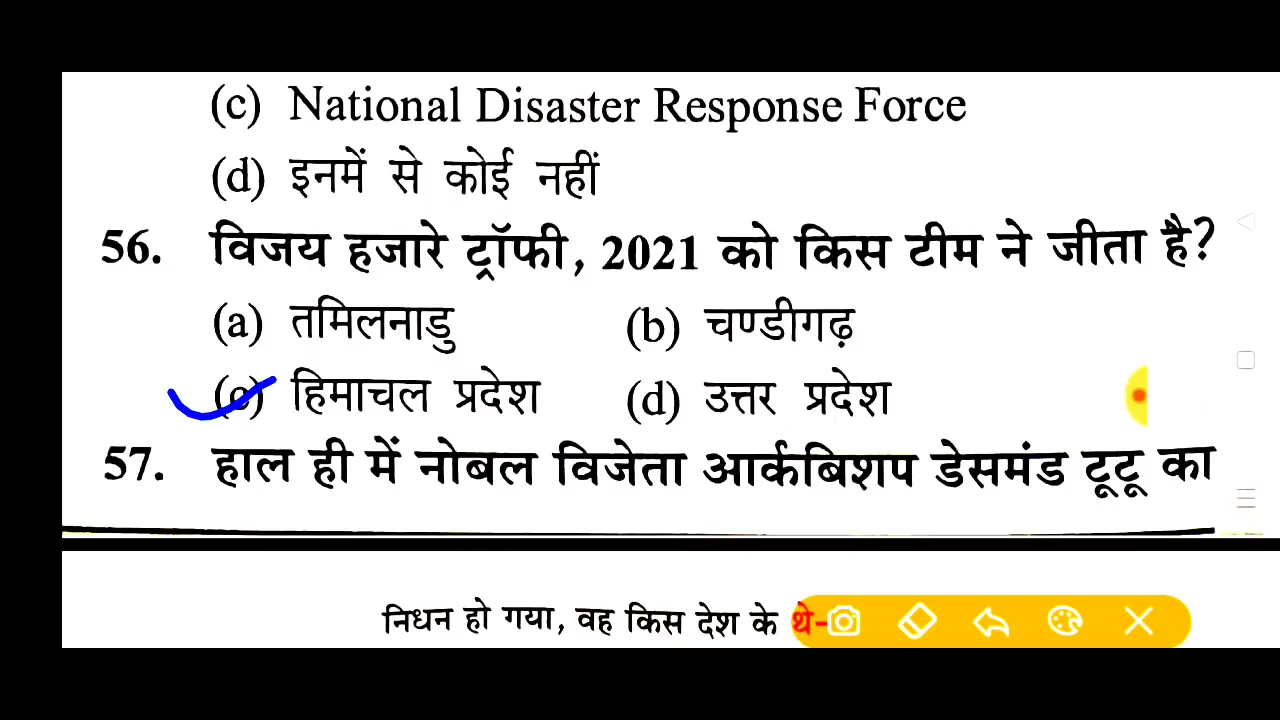 (c) National Disaster Response Force
(d) इनमें से कोई नहीं
56. विजय हजारे ट्रॉफी, 2021 को किस टीम ने जीता है?
(a) तमिलनाडु (b) चण्डीगढ़
(c) हिमाचल प्रदेश (d) उत्तर प्रदेश
57. हाल ही में नोबल विजेता आर्कबिशप डेसमंड टूटू का
निधन हो गया, वह किस देश के थे-